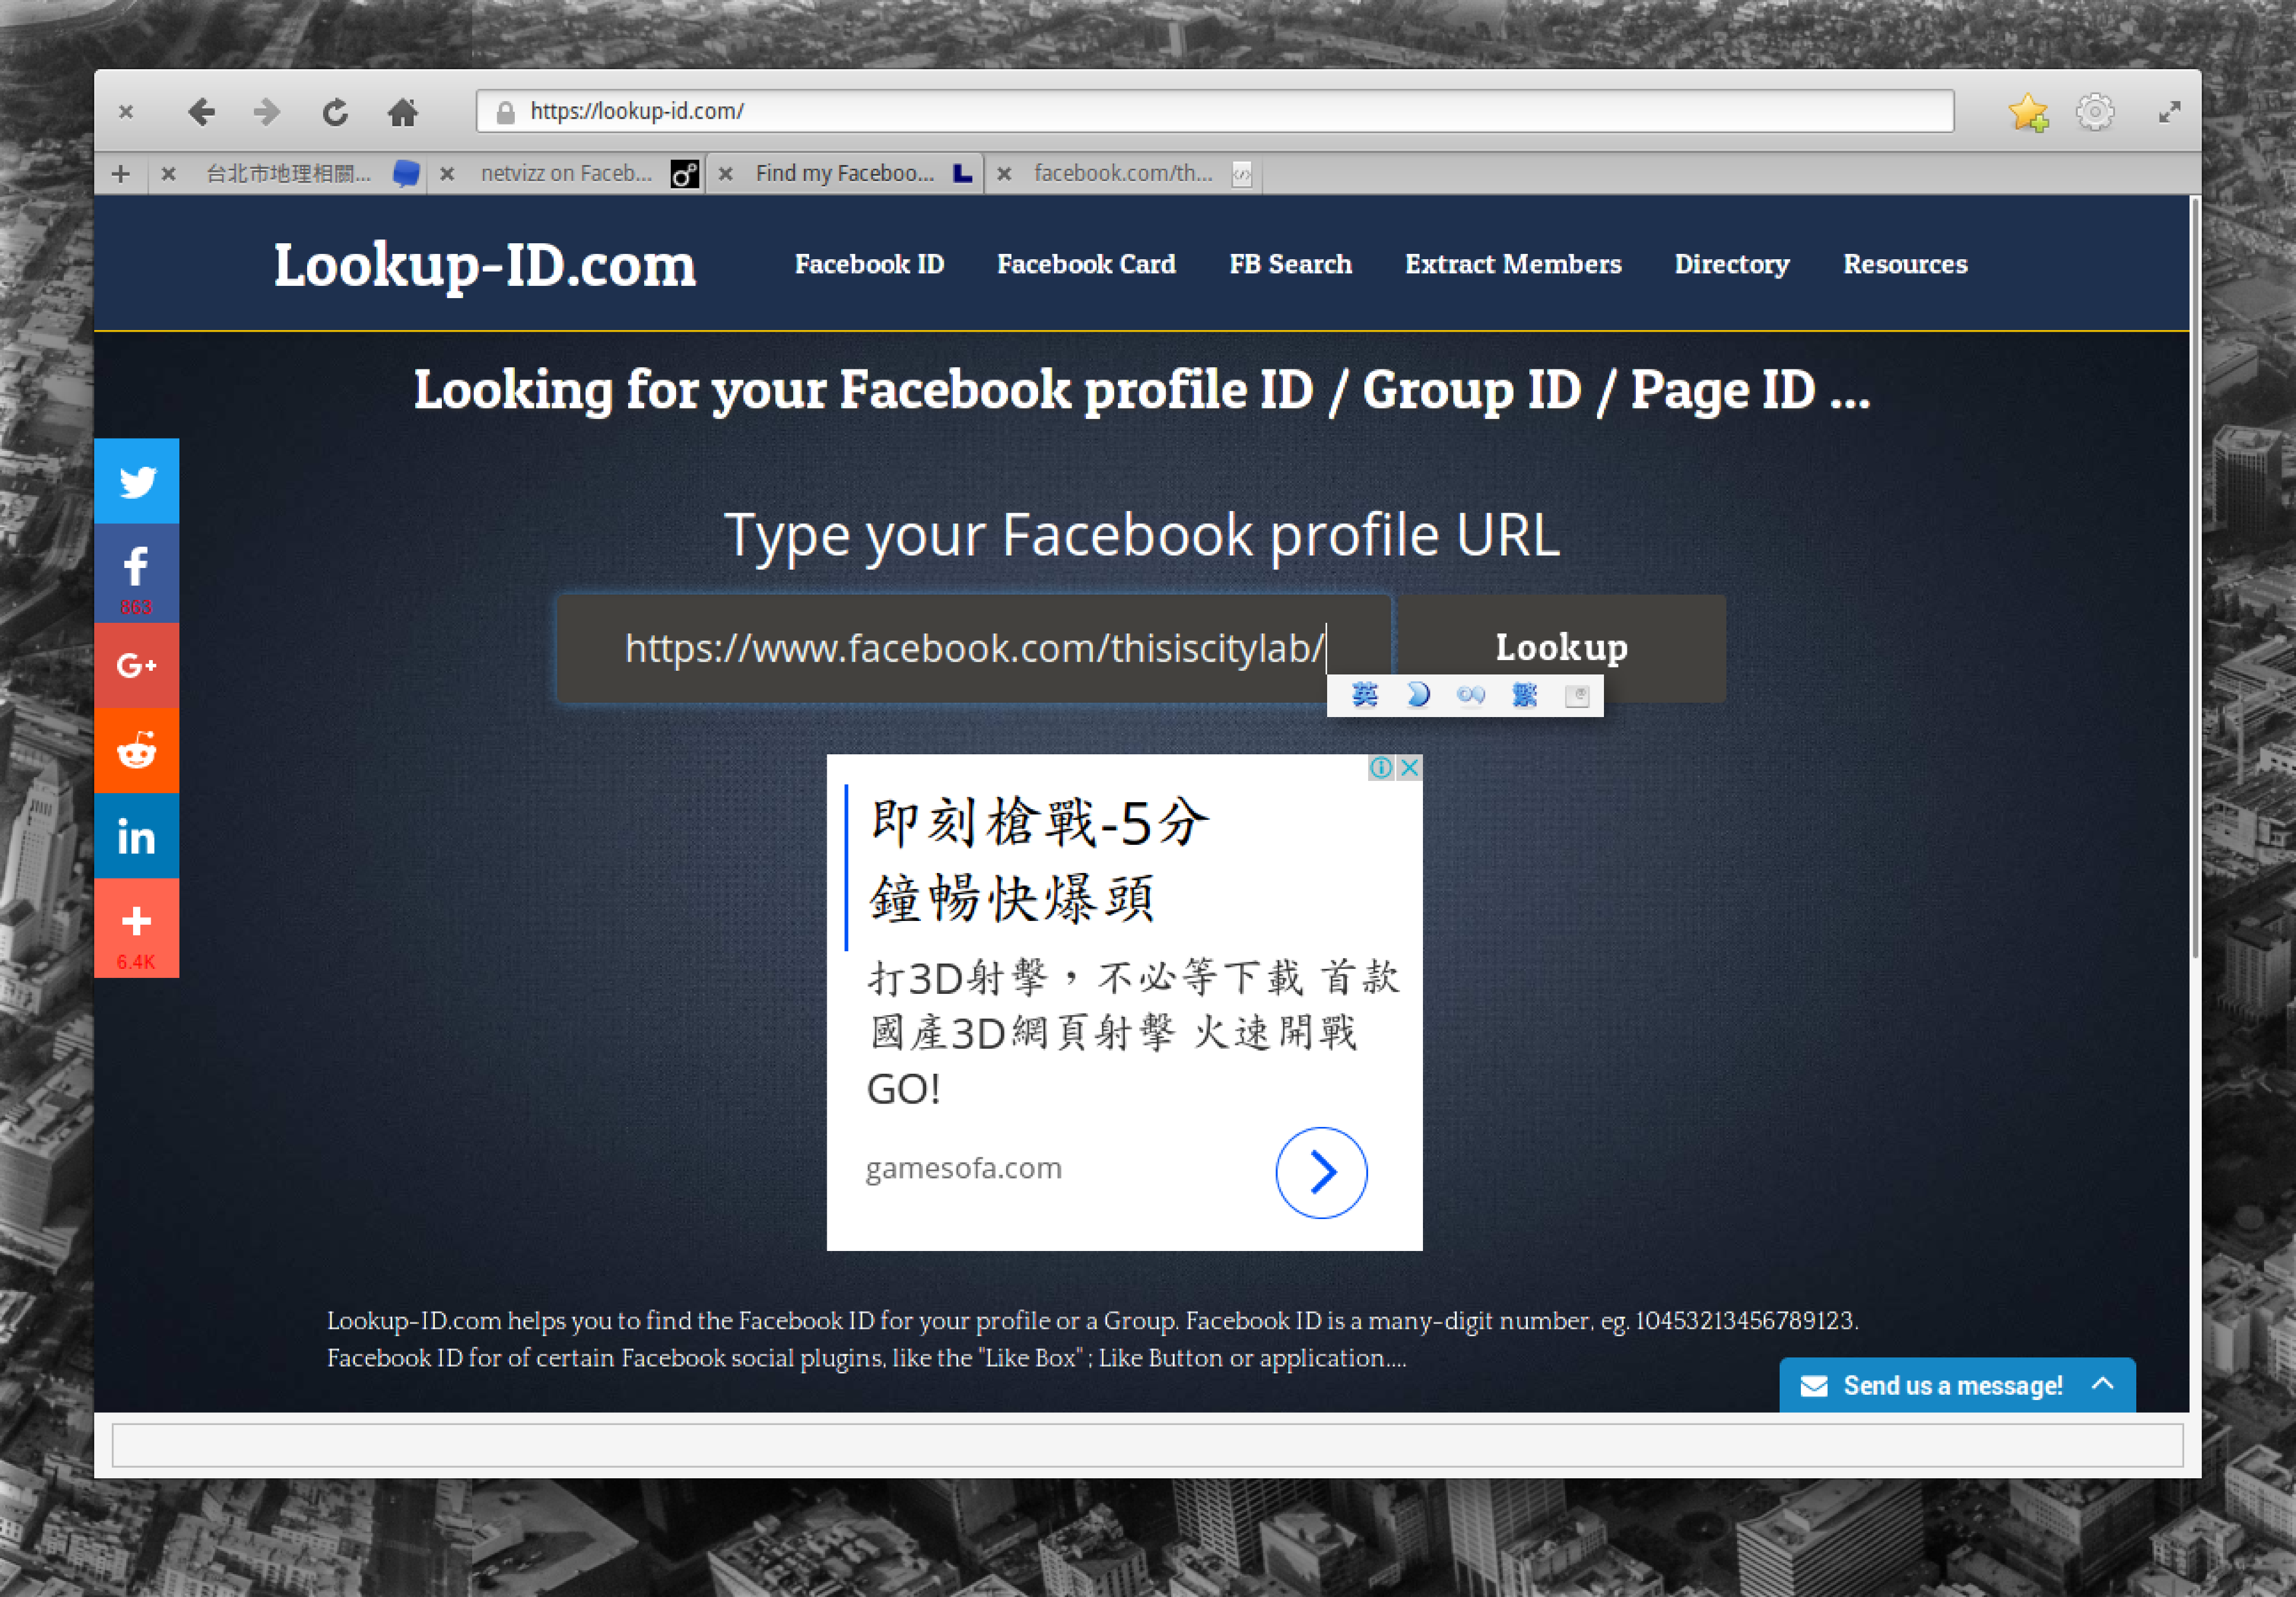 https://lookup-id.com/
台北市地理相關...
netvizz on Faceb...
Find my Faceboo...
facebook.com/th...
Lookup-ID.com
Facebook ID
Facebook Card
FB Search
Extract Members
Directory
Resources
Looking for your Facebook profile ID / Group ID / Page ID ...
Type your Facebook profile URL
https://www.facebook.com/thisiscitylab/
Lookup
英
繁
863
G+
in
6.4K
即刻槍戰-5分
鐘暢快爆頭
打3D射擊，不必等下載 首款
國產3D網頁射擊 火速開戰
GO!
gamesofa.com
Lookup-ID.com helps you to find the Facebook ID for your profile or a Group. Facebook ID is a many-digit number, eg. 10453213456789123.
Facebook ID for of certain Facebook social plugins, like the "Like Box" ; Like Button or application....
Send us a message!